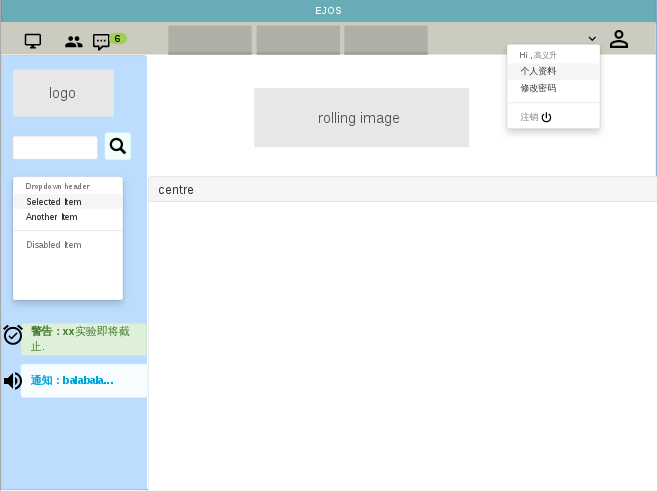 EJOS
6
Hi , 高义升
个人资料
修改密码
注销
logo
rolling image
centre
Dropdown header
Selected Item
Another Item
Disabled Item
警告：xx实验即将截
止.
通知：balabala...